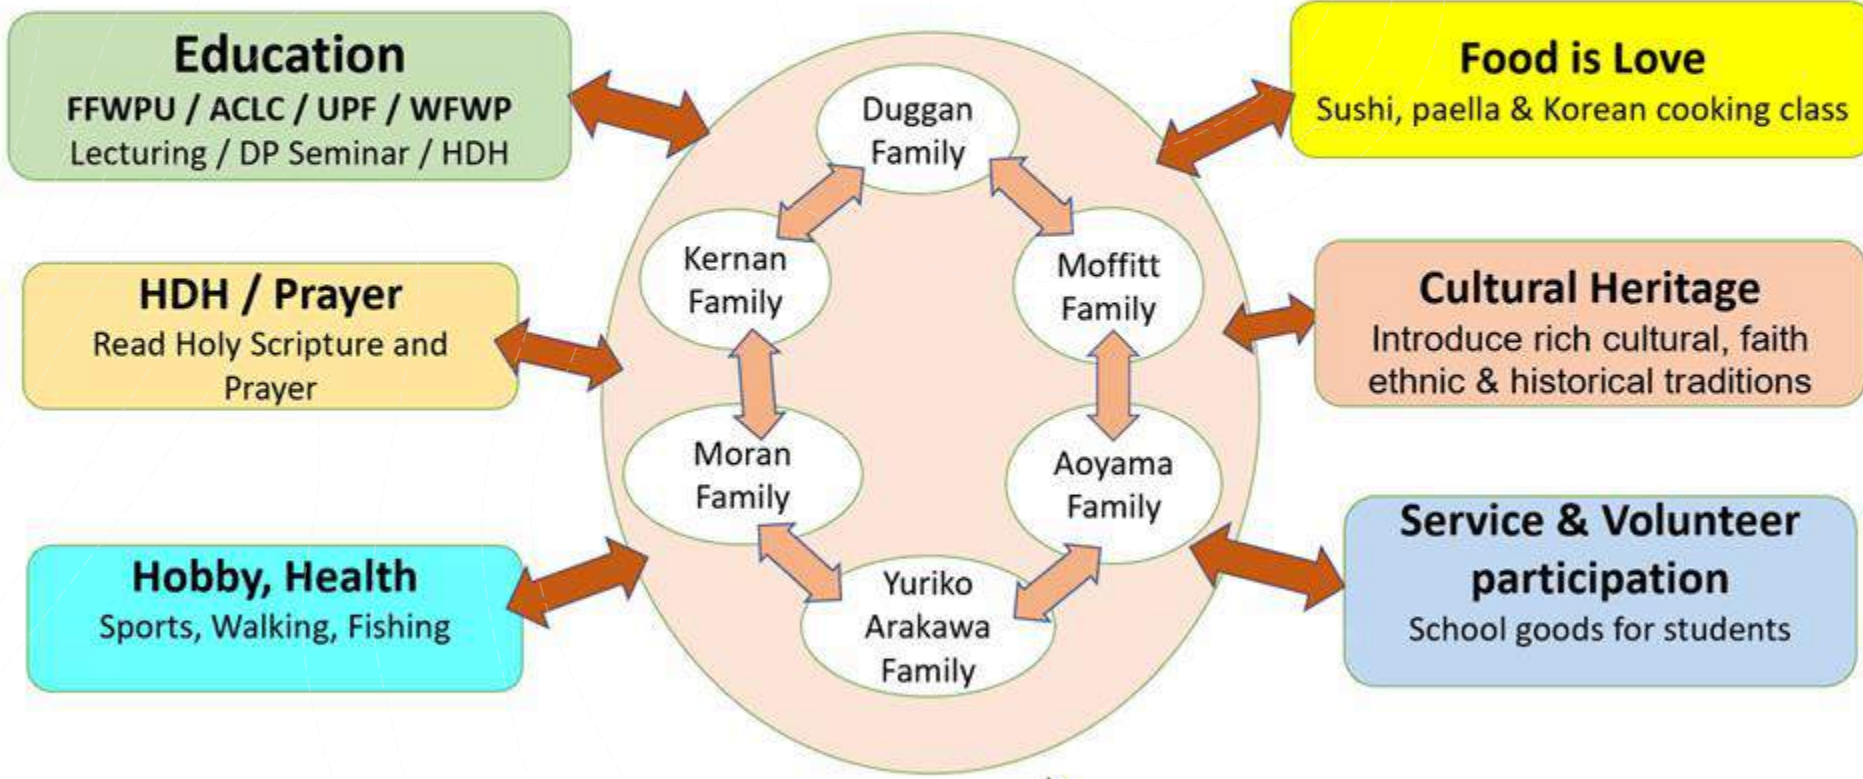 Education
FFWPU / ACLC / UPF / WFWP
Lecturing / DP Seminar / HDH
HDH / Prayer
Read Holy Scripture and
Prayer
Hobby, Health
Sports, Walking, Fishing
Duggan
Family
Kernan
Family
Moffitt
Family
Moran
Family
Aoyama
Family
Yuriko
Arakawa
Family
Food is Love
Sushi, paella & Korean cooking class
Cultural Heritage
Introduce rich cultural, faith
ethnic & historical traditions
Service & Volunteer
participation
School goods for students